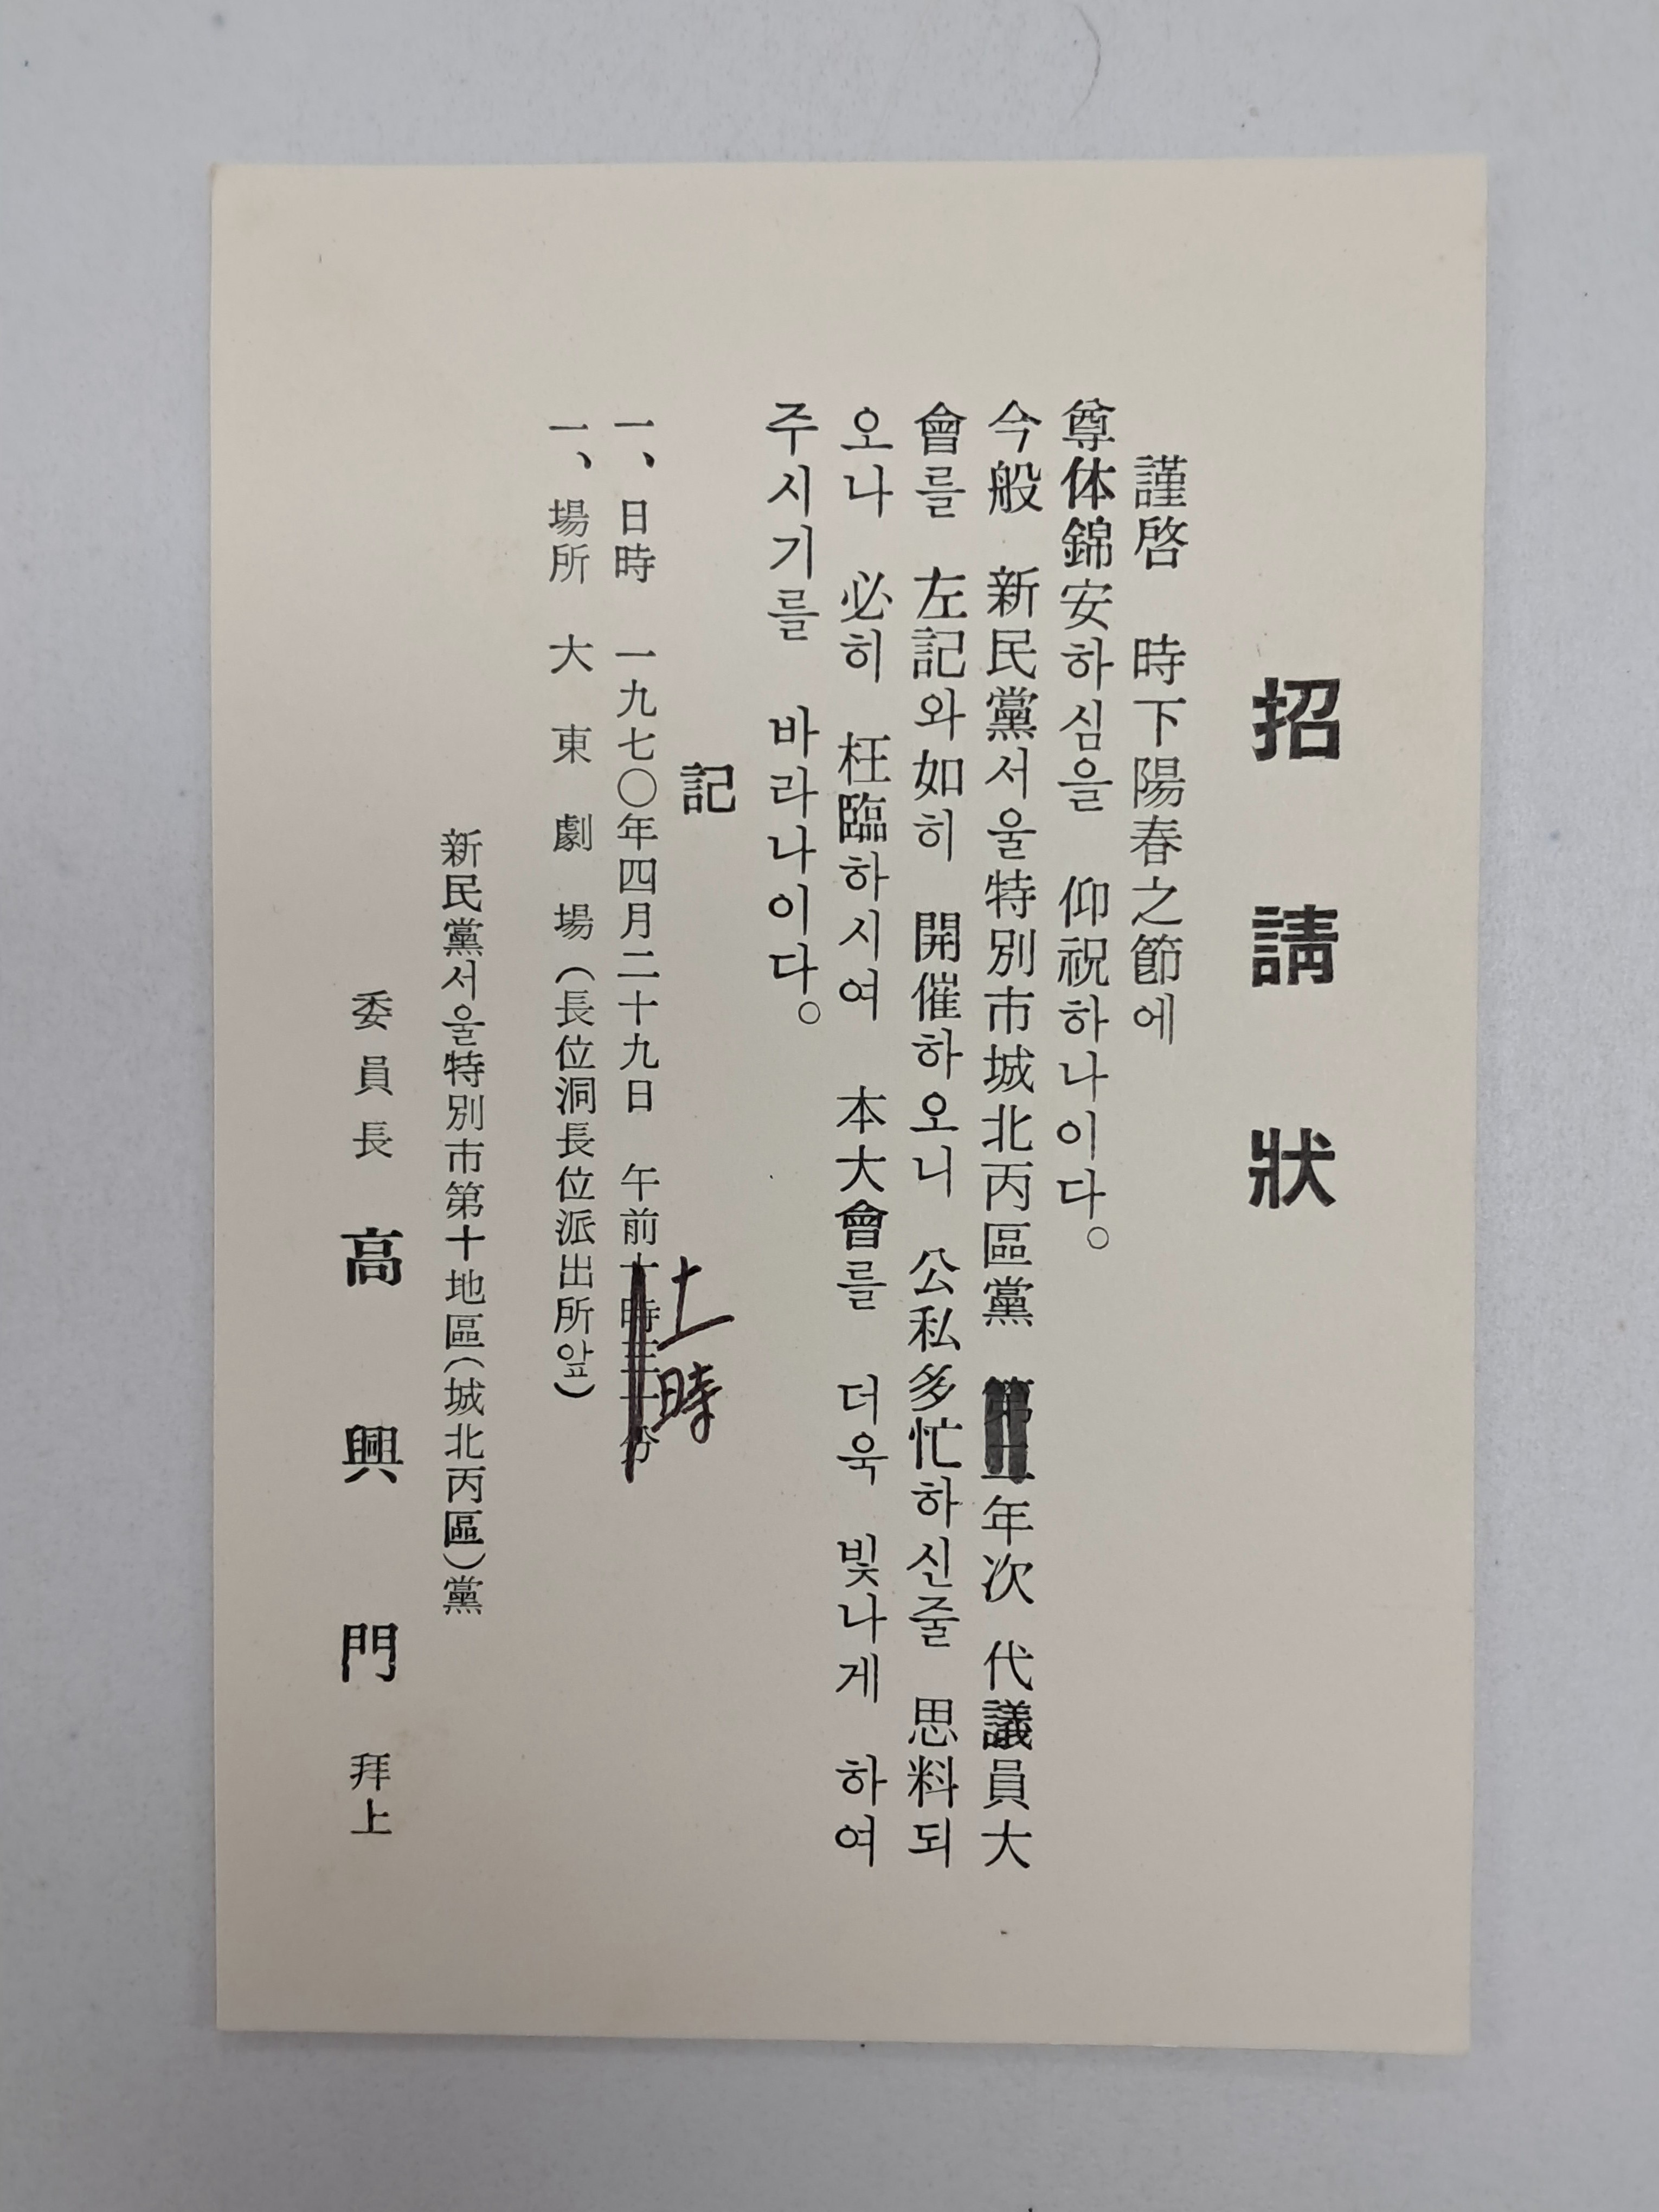 招請狀
謹啓 時下陽春之節에
尊体錦安하심을 仰祝하나이다。
今般 新民黨서울特別市城北丙區黨 年次 代議員大
會를 左記와如히 開催하오니 公私多忙하신줄 思料되
오나 必히 枉臨하시여 本大會를 더욱 빛나게 하여
주시기를 바라나이다。
記
十一時
一、日時 一九七〇年四月二十九日 午前十時三十分
一、場所 大東劇場(長位洞長位派出所앞)
新民黨서울特別市第十地區(城北丙區)黨
委員長 高興門 拜上